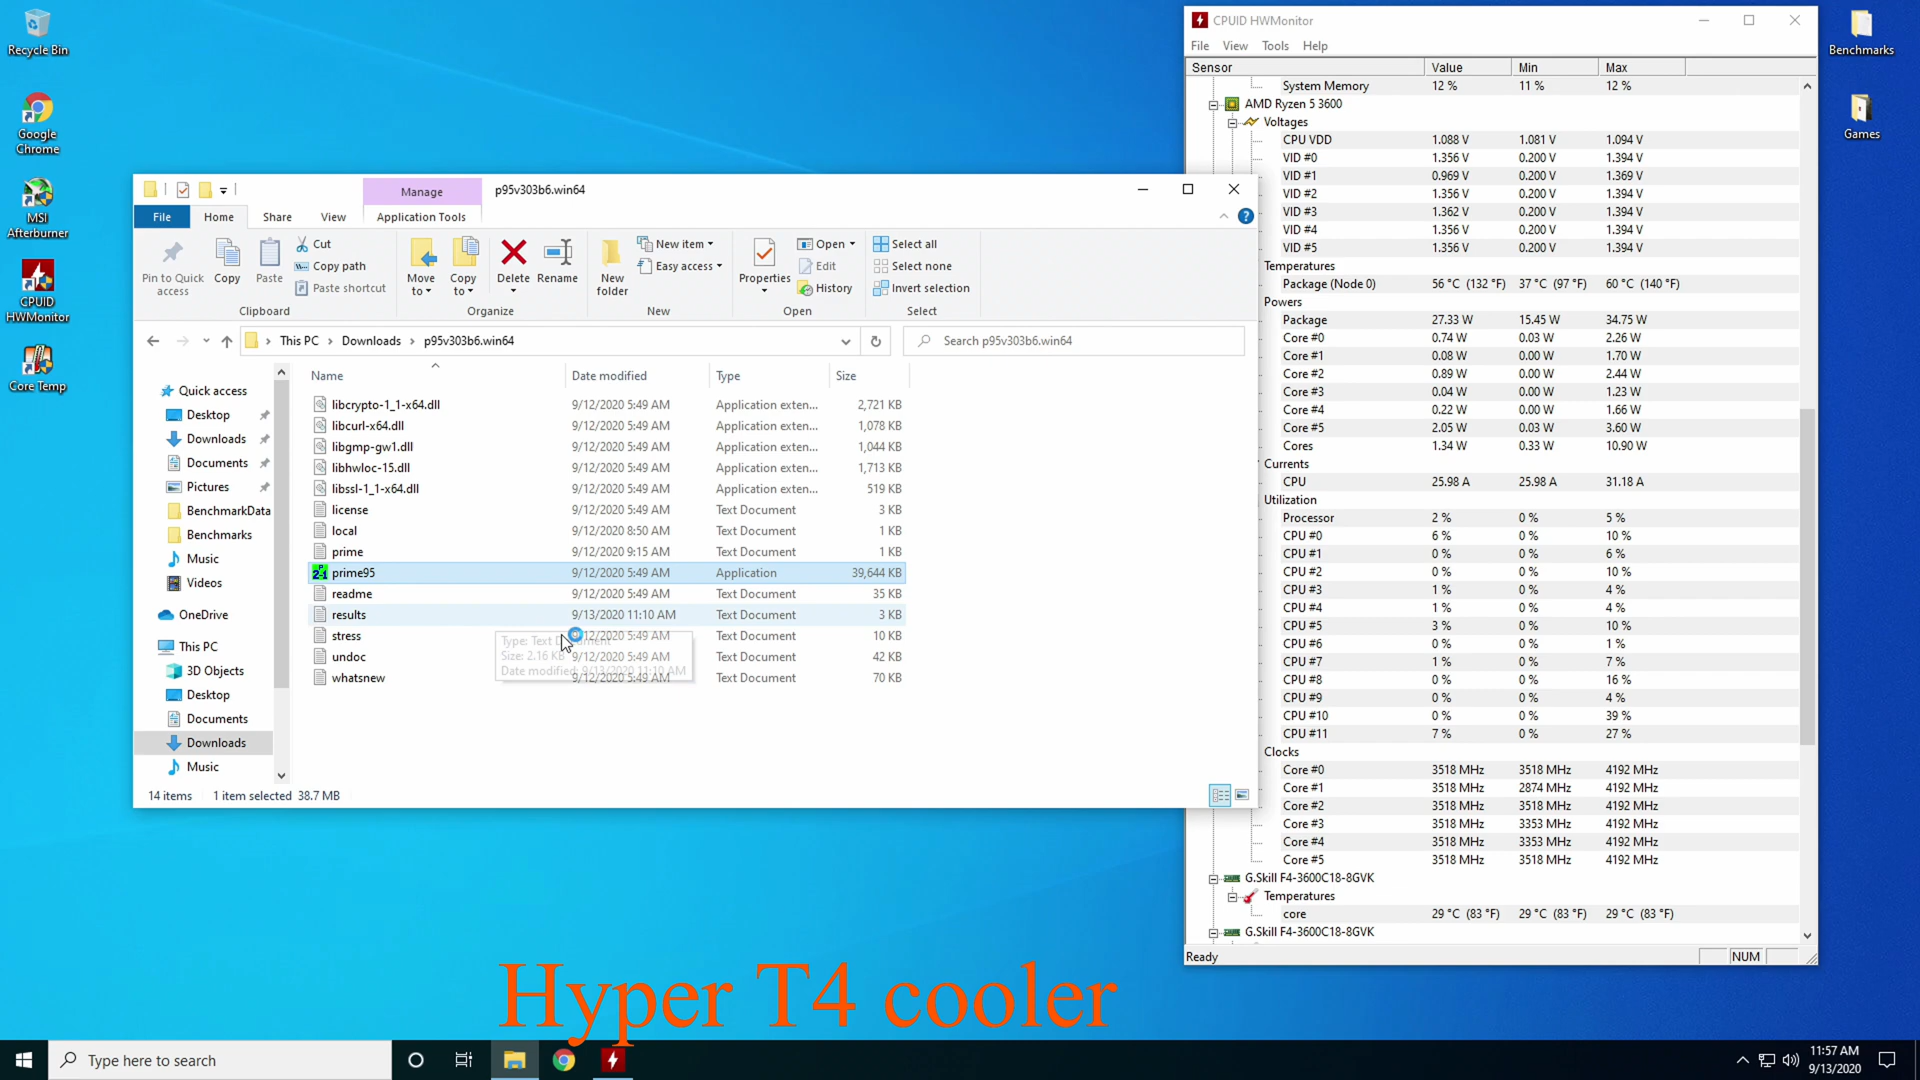 Recycle Bin
Google
Chrome
MSI
Afterburner
CPUID
HWMonitor
Core Temp
Benchmarks
Games
Manage
p95v303b6.win64
File
Home
Share
View
Application Tools
Pin to Quick
access
Copy
Paste
Cut
Copy path
Paste shortcut
Clipboard
Move
to
Copy
to
Delete
Rename
Organize
New
folder
New item
Easy access
New
Properties
Open
Edit
History
Open
Select all
Select none
Invert selection
Select
This PC > Downloads > p95v303b6.win64
Search p95v303b6.win64
Quick access
Desktop
Downloads
Documents
Pictures
BenchmarkData
Benchmarks
Music
Videos
OneDrive
This PC
3D Objects
Desktop
Documents
Downloads
Music
Name Date modified Type Size
libcrypto-1_1-x64.dll 9/12/2020 5:49 AM Application exten... 2,721 KB
libcurl-x64.dll 9/12/2020 5:49 AM Application exten... 1,078 KB
libgmp-gw1.dll 9/12/2020 5:49 AM Application exten... 1,044 KB
libhwloc-15.dll 9/12/2020 5:49 AM Application exten... 1,713 KB
libssl-1_1-x64.dll 9/12/2020 5:49 AM Application exten... 519 KB
license 9/12/2020 5:49 AM Text Document 3 KB
local 9/12/2020 8:50 AM Text Document 1 KB
prime 9/12/2020 9:15 AM Text Document 1 KB
prime95 9/12/2020 5:49 AM Application 39,644 KB
readme 9/12/2020 5:49 AM Text Document 35 KB
results 9/13/2020 11:10 AM Text Document 3 KB
stress /12/2020 5:49 AM Text Document 10 KB
undoc 9/12/2020 5:49 AM Text Document 42 KB
whatsnew 9/12/2020 5:49 AM Text Document 70 KB
Type: Text D
Size: 2.16 KB
Date modified: 9/13/2020 11:10 AM
14 items 1 item selected 38.7 MB
CPUID HWMonitor
File View Tools Help
Sensor Value Min Max
System Memory 12 % 11 % 12 %
AMD Ryzen 5 3600
Voltages
CPU VDD 1.088 V 1.081 V 1.094 V
VID #0 1.356 V 0.200 V 1.394 V
VID #1 0.969 V 0.200 V 1.369 V
VID #2 1.356 V 0.200 V 1.394 V
VID #3 1.362 V 0.200 V 1.394 V
VID #4 1.356 V 0.200 V 1.394 V
VID #5 1.356 V 0.200 V 1.394 V
Temperatures
Package (Node 0) 56 °C (132 °F) 37 °C (97 °F) 60 °C (140 °F)
Powers
Package 27.33 W 15.45 W 34.75 W
Core #0 0.74 W 0.03 W 2.26 W
Core #1 0.08 W 0.00 W 1.70 W
Core #2 0.89 W 0.00 W 2.44 W
Core #3 0.04 W 0.00 W 1.23 W
Core #4 0.22 W 0.00 W 1.66 W
Core #5 2.05 W 0.03 W 3.60 W
Cores 1.34 W 0.33 W 10.90 W
Currents
CPU 25.98 A 25.98 A 31.18 A
Utilization
Processor 2 % 0 % 5 %
CPU #0 6 % 0 % 10 %
CPU #1 0 % 0 % 6 %
CPU #2 0 % 0 % 10 %
CPU #3 1 % 0 % 4 %
CPU #4 1 % 0 % 4 %
CPU #5 3 % 0 % 10 %
CPU #6 0 % 0 % 1 %
CPU #7 1 % 0 % 7 %
CPU #8 0 % 0 % 16 %
CPU #9 0 % 0 % 4 %
CPU #10 0 % 0 % 39 %
CPU #11 7 % 0 % 27 %
Clocks
Core #0 3518 MHz 3518 MHz 4192 MHz
Core #1 3518 MHz 2874 MHz 4192 MHz
Core #2 3518 MHz 3518 MHz 4192 MHz
Core #3 3518 MHz 3353 MHz 4192 MHz
Core #4 3518 MHz 3353 MHz 4192 MHz
Core #5 3518 MHz 3518 MHz 4192 MHz
G.Skill F4-3600C18-8GVK
Temperatures
core 29 °C (83 °F) 29 °C (83 °F) 29 °C (83 °F)
G.Skill F4-3600C18-8GVK
Ready NUM
Hyper T4 cooler
Type here to search
11:57 AM
9/13/2020